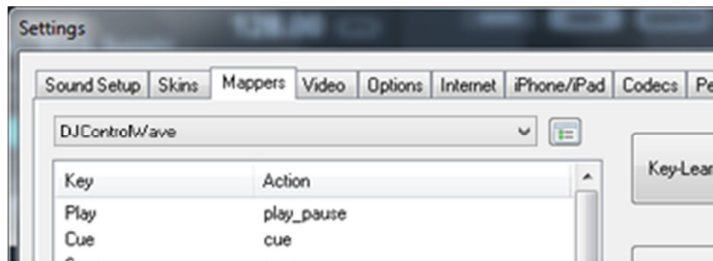 Settings
Sound Setup Skins Mappers Video Options Internet iPhone/iPad Codecs
DJControlWave
Key-Lear
Key Action
Play play_pause
Cue cue